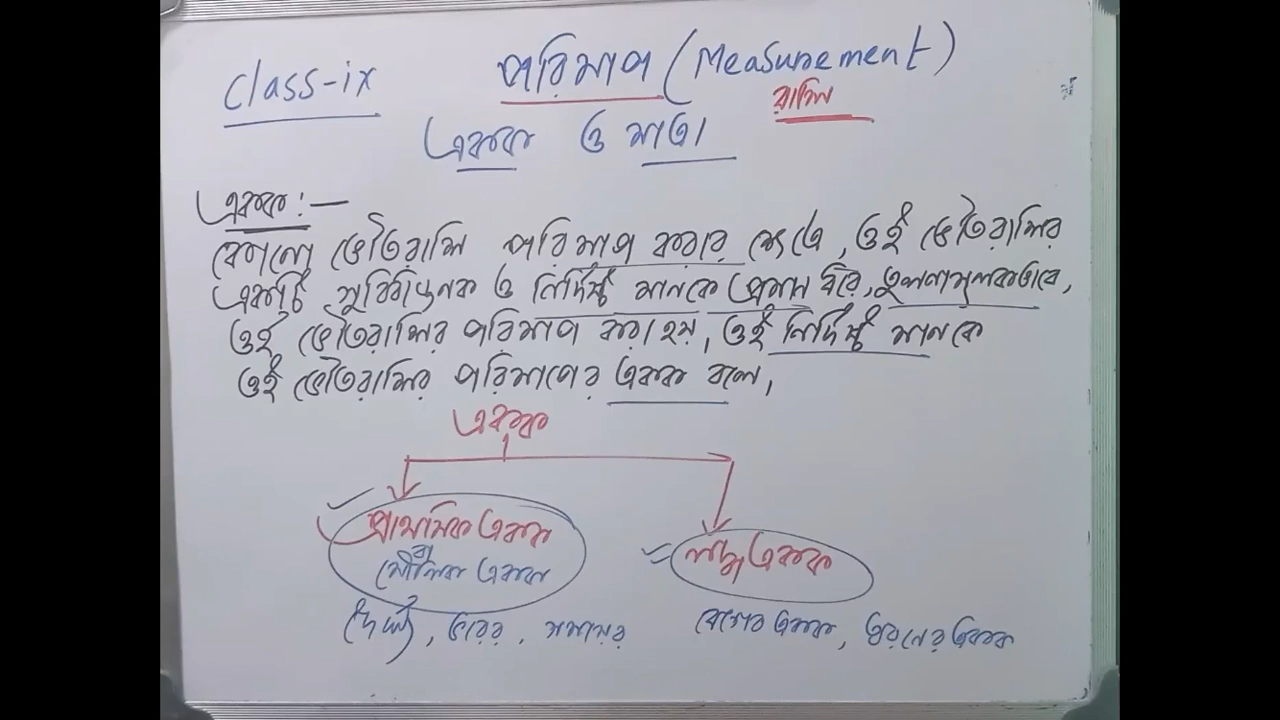 Class-ix
পরিমাপ (Measurement)
রাশি
একক ও মাত্রা
একক :—
কোনো ভৌতরাশি পরিমাপ করার ক্ষেত্রে, ওই ভৌতরাশির
একটি সুবিধাজনক ও নির্দিষ্ট মানকে প্রমাণ ধরে, তুলনামূলকভাবে,
ওই ভৌতরাশির পরিমাপ করা হয়, ওই নির্দিষ্ট মানকে
ওই ভৌতরাশির পরিমাপের একক বলে,
একক
প্রাথমিক একক
বা
মৌলিক একক
লব্ধ একক
দৈর্ঘ্য, ভরের, সময়ের
বেগের একক, ত্বরণের একক